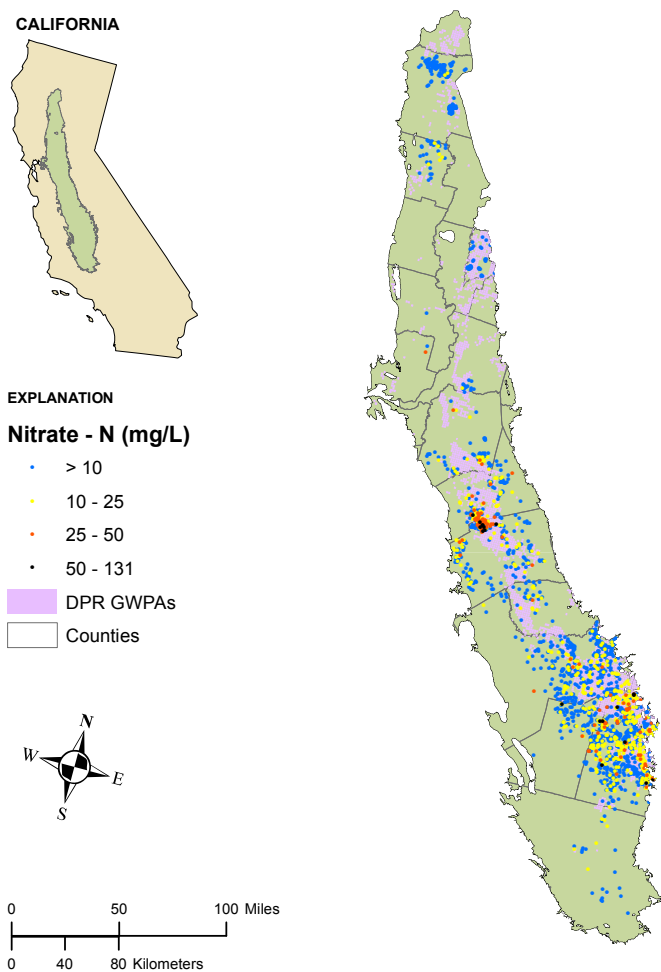 CALIFORNIA
EXPLANATION
Nitrate - N (mg/L)
> 10
10 - 25
25 - 50
50 - 131
DPR GWPAs
Counties
N
W
E
S
0 50 100 Miles
0 40 80 Kilometers